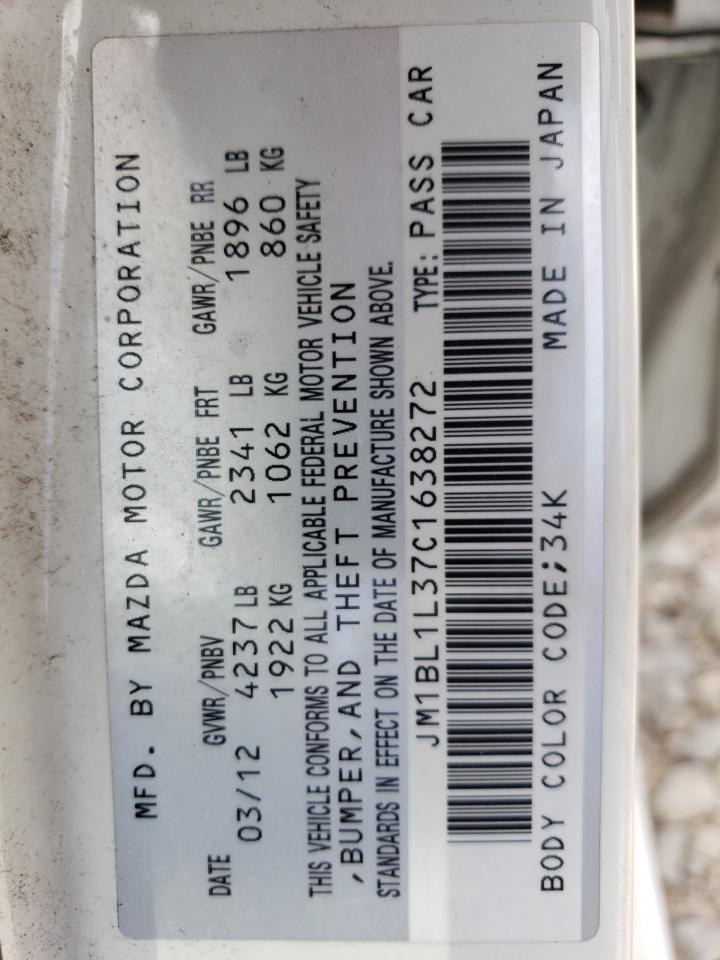 MFD. BY MAZDA MOTOR CORPORATION
DATE GVWR/PNBV GAWR/PNBE FRT GAWR/PNBE RR
03/12 4237 LB 2341 LB 1896 LB
1922 KG 1062 KG 860 KG
THIS VEHICLE CONFORMS TO ALL APPLICABLE FEDERAL MOTOR VEHICLE SAFETY
,BUMPER,AND THEFT PREVENTION
STANDARDS IN EFFECT ON THE DATE OF MANUFACTURE SHOWN ABOVE.
JM1BL1L37C1638272 TYPE: PASS CAR
BODY COLOR CODE;34K MADE IN JAPAN